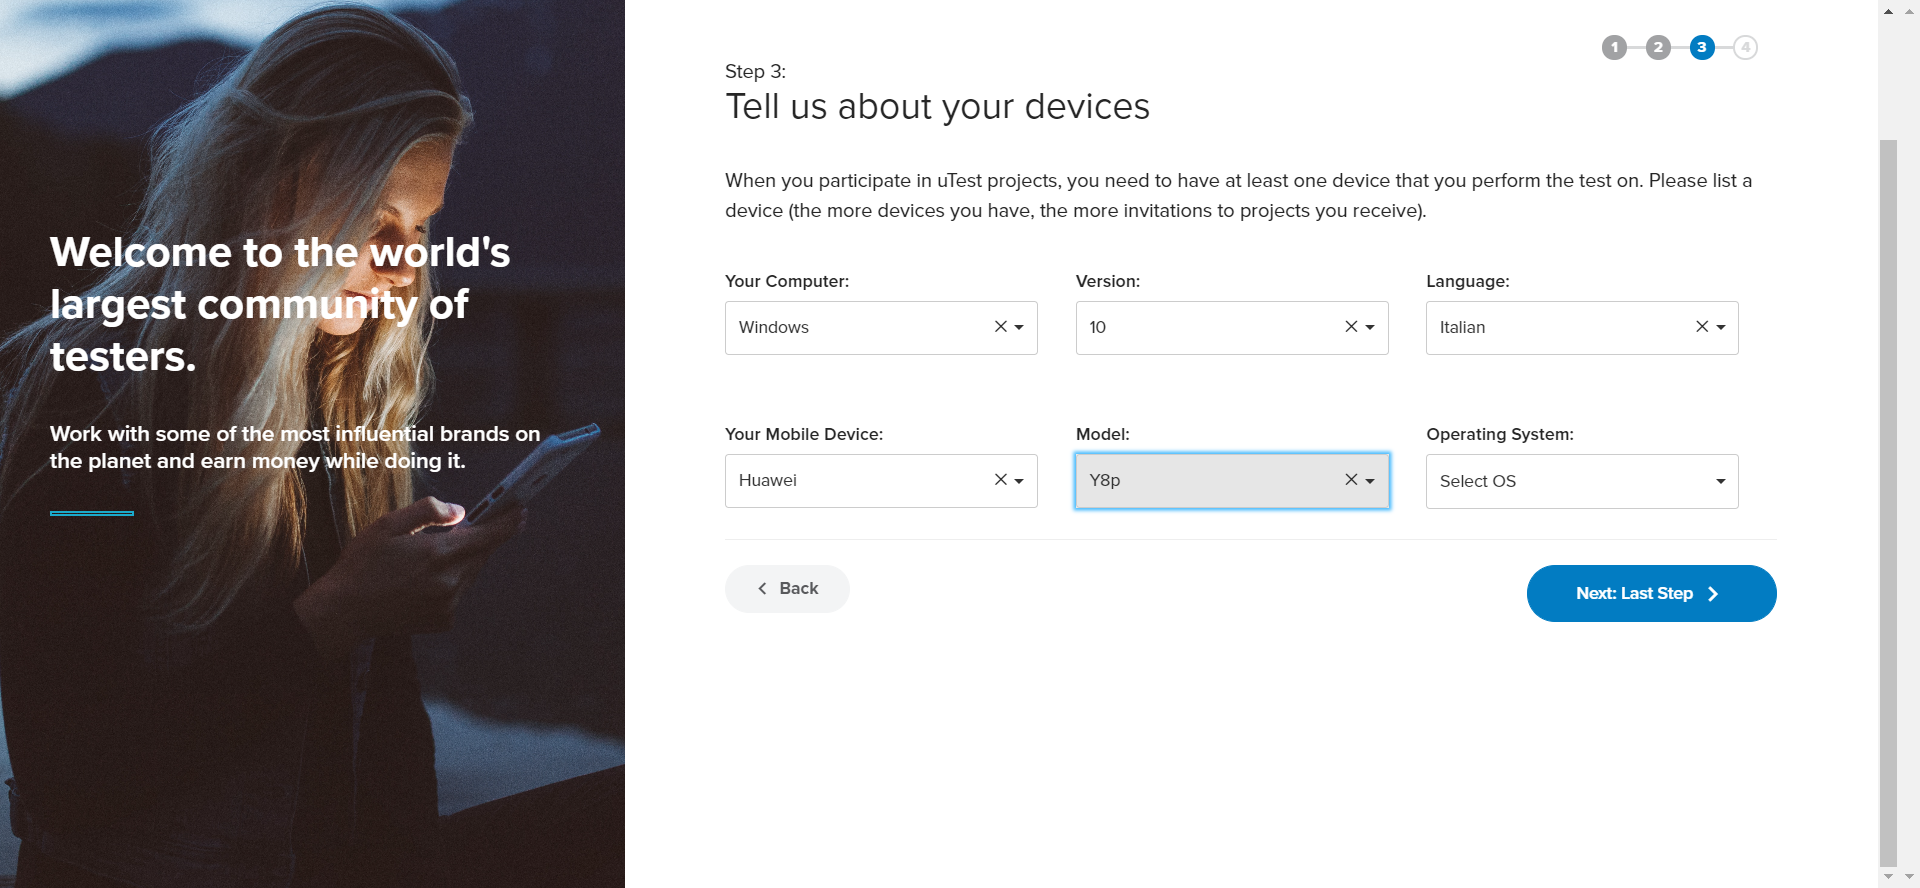 Welcome to the world's
largest community of
testers.
Work with some of the most influential brands on
the planet and earn money while doing it.
1 2 3 4
Step 3:
Tell us about your devices
When you participate in uTest projects, you need to have at least one device that you perform the test on. Please list a
device (the more devices you have, the more invitations to projects you receive).
Your Computer: Version: Language:
Windows 10 Italian
Your Mobile Device: Model: Operating System:
Huawei Y8p Select OS
Back Next: Last Step